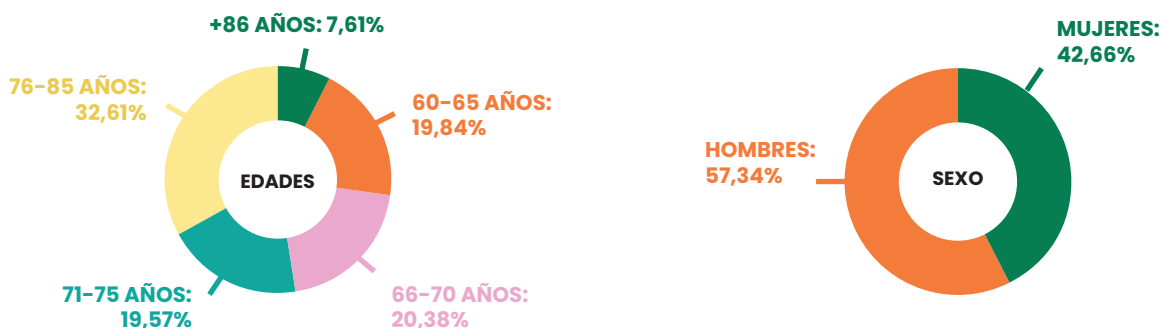 +86 AÑOS: 7,61%
76-85 AÑOS:
32,61%
60-65 AÑOS:
19,84%
EDADES
71-75 AÑOS:
19,57%
66-70 AÑOS:
20,38%
MUJERES:
42,66%
HOMBRES:
57,34%
SEXO